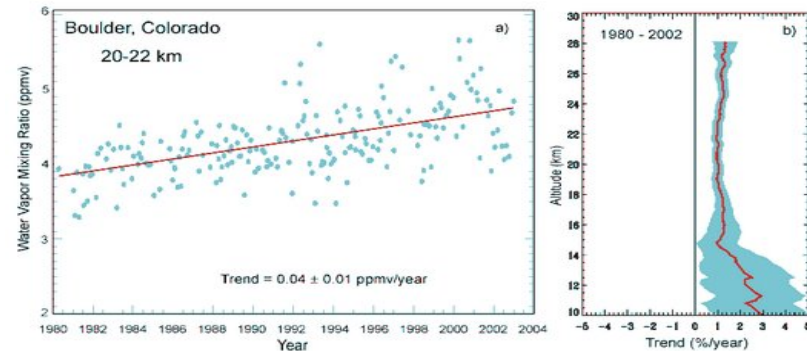 Boulder, Colorado
20-22 km
a)
6
5
4
3
2
Water Vapor Mixing Ratio (ppmv)
Trend = 0.04 ± 0.01 ppmv/year
1980 1982 1984 1986 1988 1990 1992 1994 1996 1998 2000 2002 2004
Year
1980 - 2002
b)
30
28
26
24
22
20
18
16
14
12
10
Altitude (km)
-5 -4 -3 -2 -1 0 1 2 3 4 5
Trend (%/year)